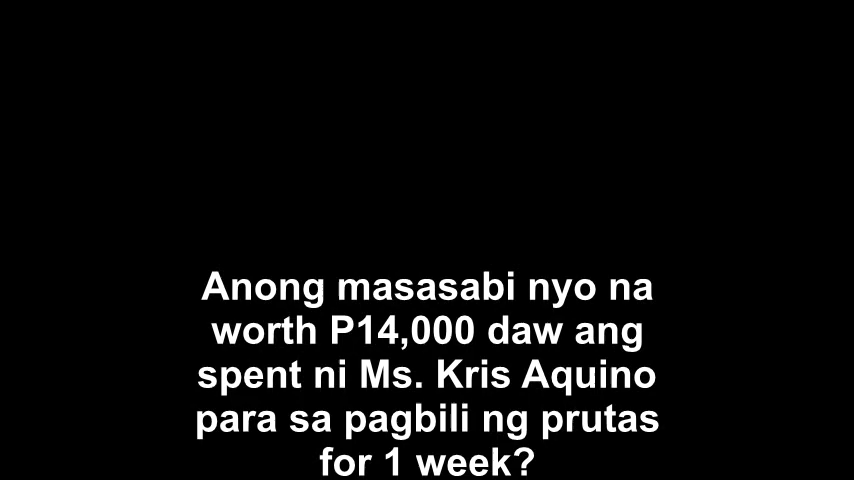 Anong masasabi nyo na
worth P14,000 daw ang
spent ni Ms. Kris Aquino
para sa pagbili ng prutas
for 1 week?